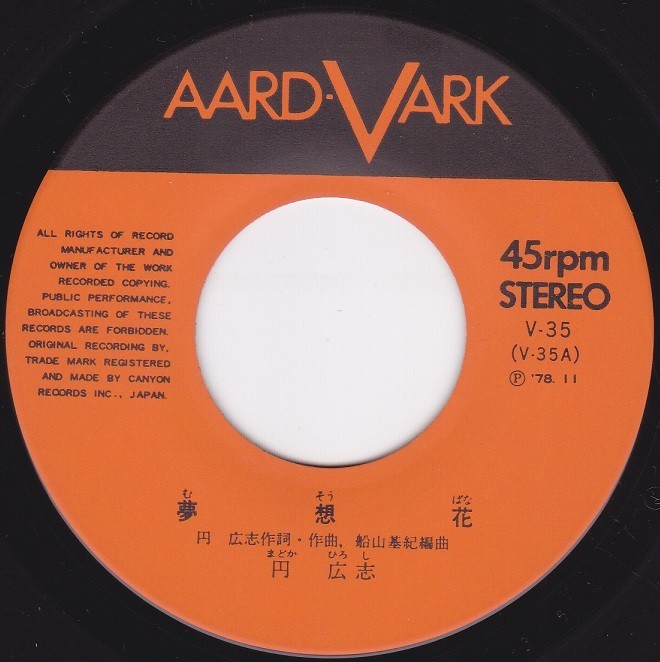 AARD-VARK
ALL RIGHTS OF RECORD
MANUFACTURER AND
OWNER OF THE WORK
RECORDED COPYING.
PUBLIC PERFORMANCE,
BROADCASTING OF THESE
RECORDS ARE FORBIDDEN.
ORIGINAL RECORDING BY,
TRADE MARK REGISTERED
AND MADE BY CANYON
RECORDS INC., JAPAN.
45rpm
STEREO
V-35
(V-35A)
Ⓟ '78. 11
む そう ばな
夢 想 花
円 広志作詞・作曲, 船山基紀編曲
まどか ひろ し
円 広志